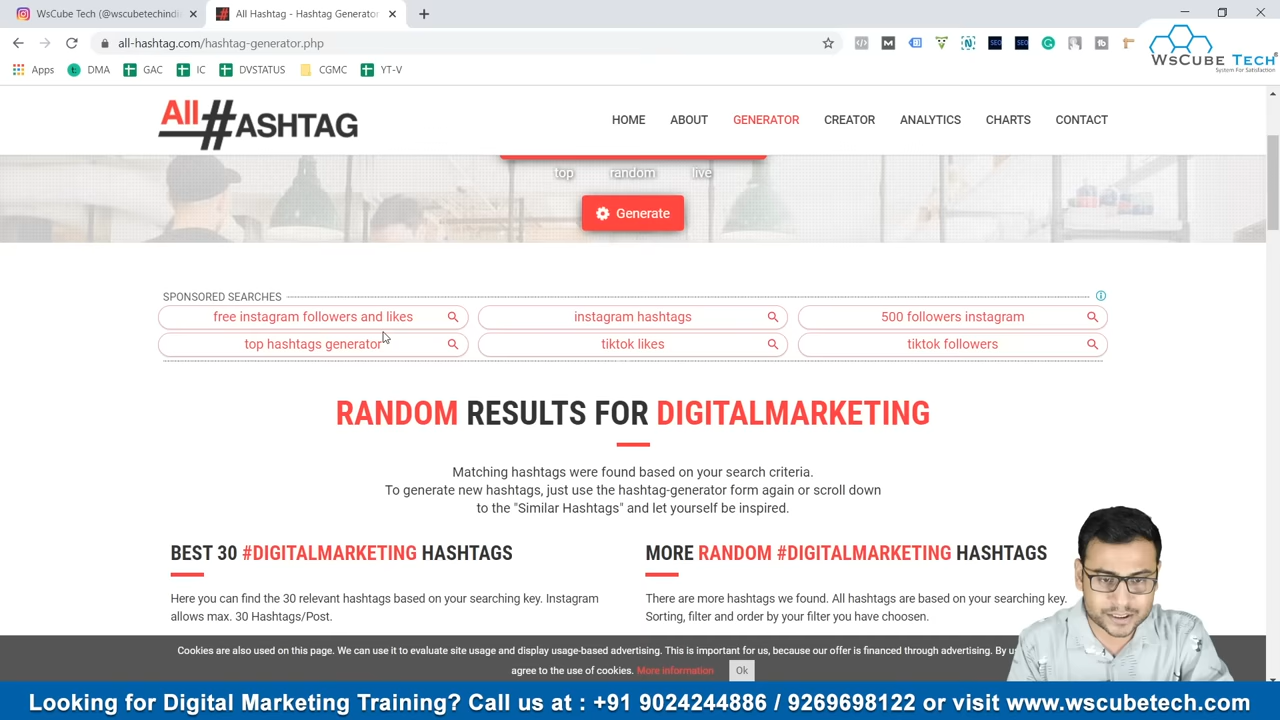 WsCube Tech (@wscubetechindi
All Hashtag - Hashtag Generator
all-hashtag.com/hashtag-generator.php
Apps
DMA
GAC
IC
DVSTATUS
CGMC
YT-V
WsCube Tech
System For Satisfaction
All #ASHTAG
HOME
ABOUT
GENERATOR
CREATOR
ANALYTICS
CHARTS
CONTACT
top
random
live
Generate
SPONSORED SEARCHES
free instagram followers and likes
instagram hashtags
500 followers instagram
top hashtags generator
tiktok likes
tiktok followers
RANDOM RESULTS FOR DIGITALMARKETING
Matching hashtags were found based on your search criteria.
To generate new hashtags, just use the hashtag-generator form again or scroll down
to the "Similar Hashtags" and let yourself be inspired.
BEST 30 #DIGITALMARKETING HASHTAGS
Here you can find the 30 relevant hashtags based on your searching key. Instagram
allows max. 30 Hashtags/Post.
MORE RANDOM #DIGITALMARKETING HASHTAGS
There are more hashtags we found. All hashtags are based on your searching key.
Sorting, filter and order by your filter you have choosen.
Cookies are also used on this page. We can use it to evaluate site usage and display usage-based advertising. This is important for us, because our offer is financed through advertising. By us
agree to the use of cookies. More information
Ok
Looking for Digital Marketing Training? Call us at : +91 9024244886 / 9269698122 or visit www.wscubetech.com